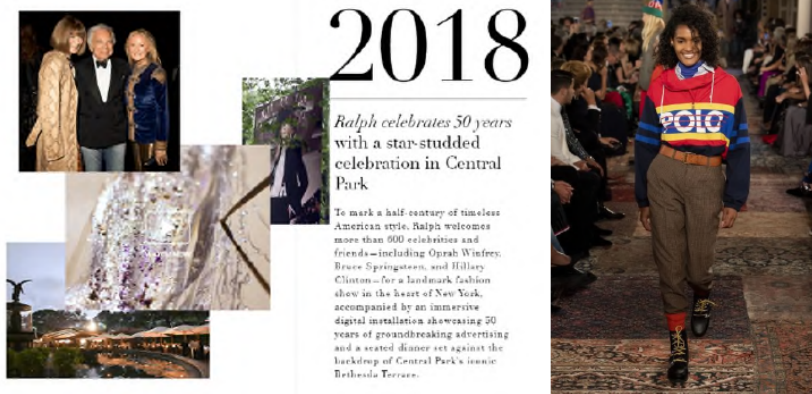 2018
Ralph celebrates 50 years
with a star-studded
celebration in Central
Park
To mark a half-century of timeless
American style, Ralph welcomes
more than 600 celebrities and
friends—including Oprah Winfrey,
Bruce Springsteen, and Hillary
Clinton—for a landmark fashion
show in the heart of New York,
accompanied by an immersive
digital installation showcasing 50
years of groundbreaking advertising
and a seated dinner set against the
backdrop of Central Park's iconic
Bethesda Terrace.
POLO